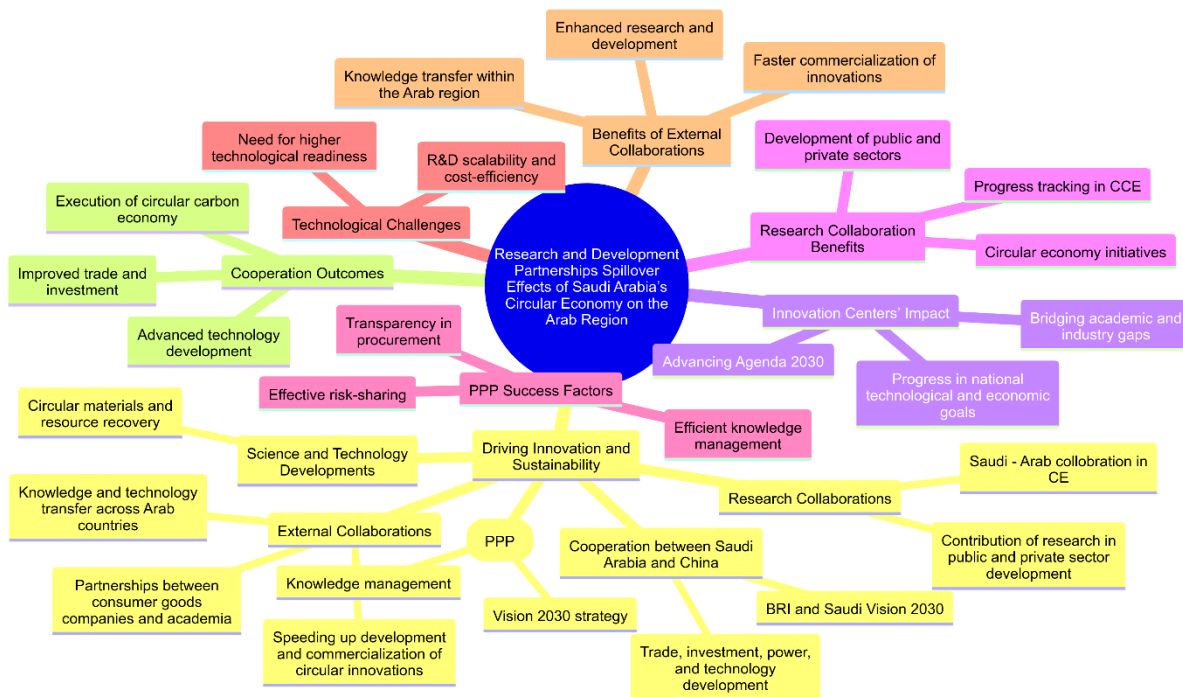 Enhanced research and
development
Faster commercialization of
innovations
Knowledge transfer within
the Arab region
Benefits of External
Collaborations
Need for higher
technological readiness
R&D scalability and
cost-efficiency
Technological Challenges
Development of public and
private sectors
Progress tracking in CCE
Research Collaboration
Benefits
Circular economy initiatives
Execution of circular carbon
economy
Improved trade and
investment
Cooperation Outcomes
Advanced technology
development
Research and Development
Partnerships Spillover
Effects of Saudi Arabia's
Circular Economy on the
Arab Region
Innovation Centers' Impact
Bridging academic and
industry gaps
Advancing Agenda 2030
Progress in national
technological and economic
goals
Transparency in
procurement
Effective risk-sharing
PPP Success Factors
Efficient knowledge
management
Circular materials and
resource recovery
Science and Technology
Developments
Driving Innovation and
Sustainability
Saudi - Arab collobration in
CE
Research Collaborations
Contribution of research in
public and private sector
development
Knowledge and technology
transfer across Arab
countries
External Collaborations
Partnerships between
consumer goods
companies and academia
Knowledge management
Speeding up development
and commercialization of
circular innovations
PPP
Vision 2030 strategy
Cooperation between Saudi
Arabia and China
BRI and Saudi Vision 2030
Trade, investment, power,
and technology
development